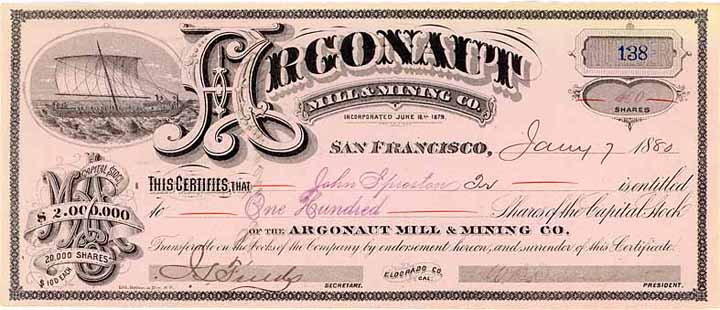 ARGONAUT
138
MILL & MINING CO.
SHARES
INCORPORATED JUNE 18TH 1879.
SAN FRANCISCO, Jany 7 1880
CAPITAL STOCK
THIS CERTIFIES, THAT John Sproston is entitled
$2.000.000
to One Hundred Shares of the Capital Stock
OF THE ARGONAUT MILL & MINING CO.
20,000 SHARES
$100 EACH
Transferable on the Books of the Company by endorsement hereon, and surrender of this Certificate.
ELDORADO CO.
CAL.
SECRETARY.
PRESIDENT.